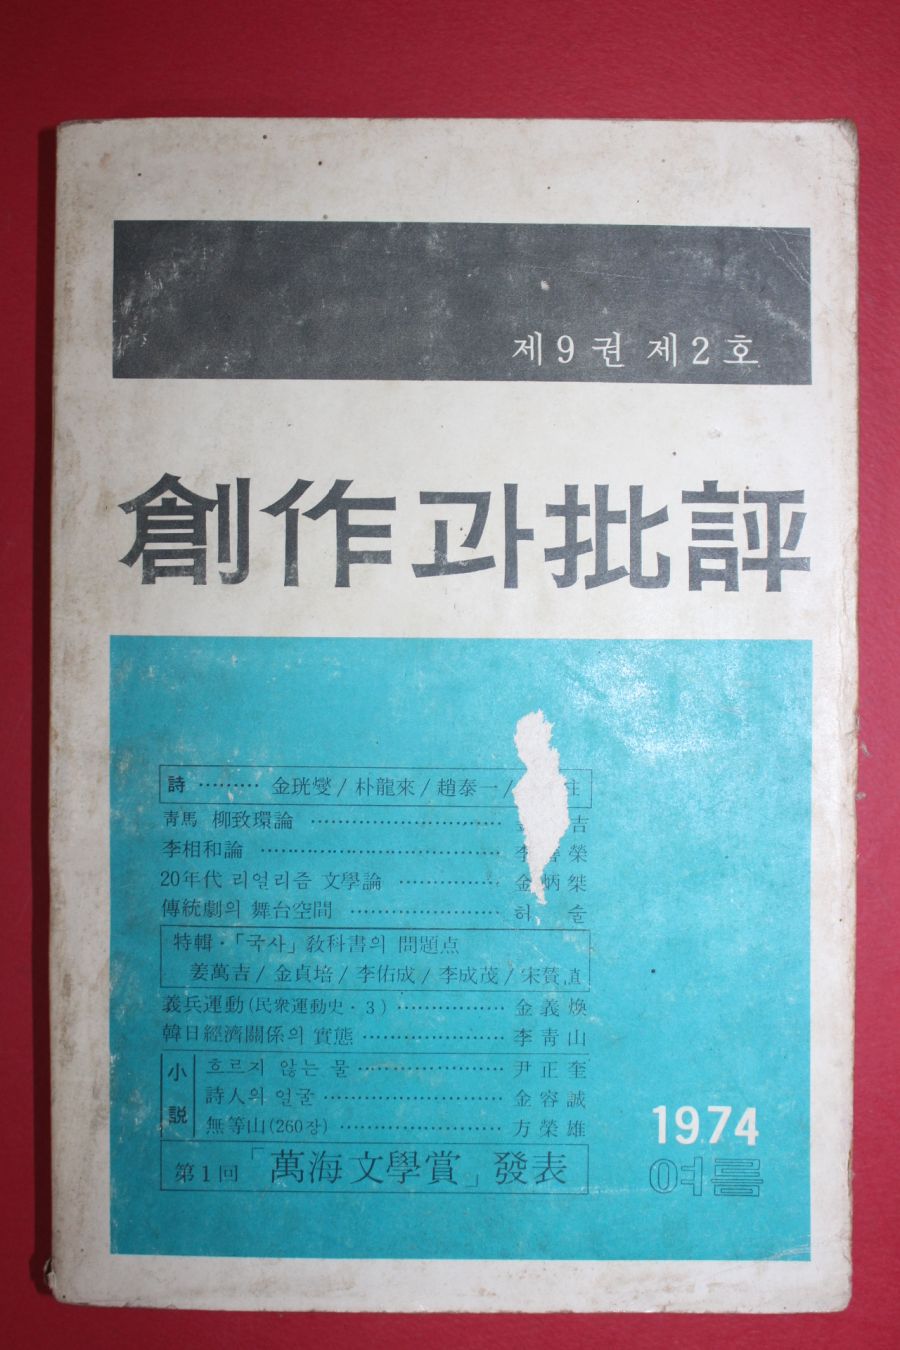 제9권 제2호
創作과批評
詩 ‥‥‥‥‥ 金珖燮 / 朴龍來 / 趙泰一 /
靑馬 柳致環論 ‥‥‥‥‥‥‥‥‥‥‥‥‥‥ 吉
李相和論 ‥‥‥‥‥‥‥‥‥‥‥‥‥‥‥‥‥ 李 榮
20年代 리얼리즘 文學論 ‥‥‥‥‥‥‥‥ 金炳桀
傳統劇의 舞台空間 ‥‥‥‥‥‥‥‥‥‥‥‥ 허 술
特輯·「국사」敎科書의 問題点
姜萬吉 / 金貞培 / 李佑成 / 李成茂 / 宋贊植
義兵運動(民衆運動史·3) ‥‥‥‥‥‥‥‥‥ 金義煥
韓日經濟關係의 實態 ‥‥‥‥‥‥‥‥‥‥‥ 李靑山
小說
흐르지 않는 물 ‥‥‥‥‥‥‥‥‥‥‥‥‥ 尹正奎
詩人의 얼굴 ‥‥‥‥‥‥‥‥‥‥‥‥‥‥‥ 金容誠
無等山(260장) ‥‥‥‥‥‥‥‥‥‥‥‥‥‥ 方榮雄
第1回 「萬海文學賞」發表
1974
여름